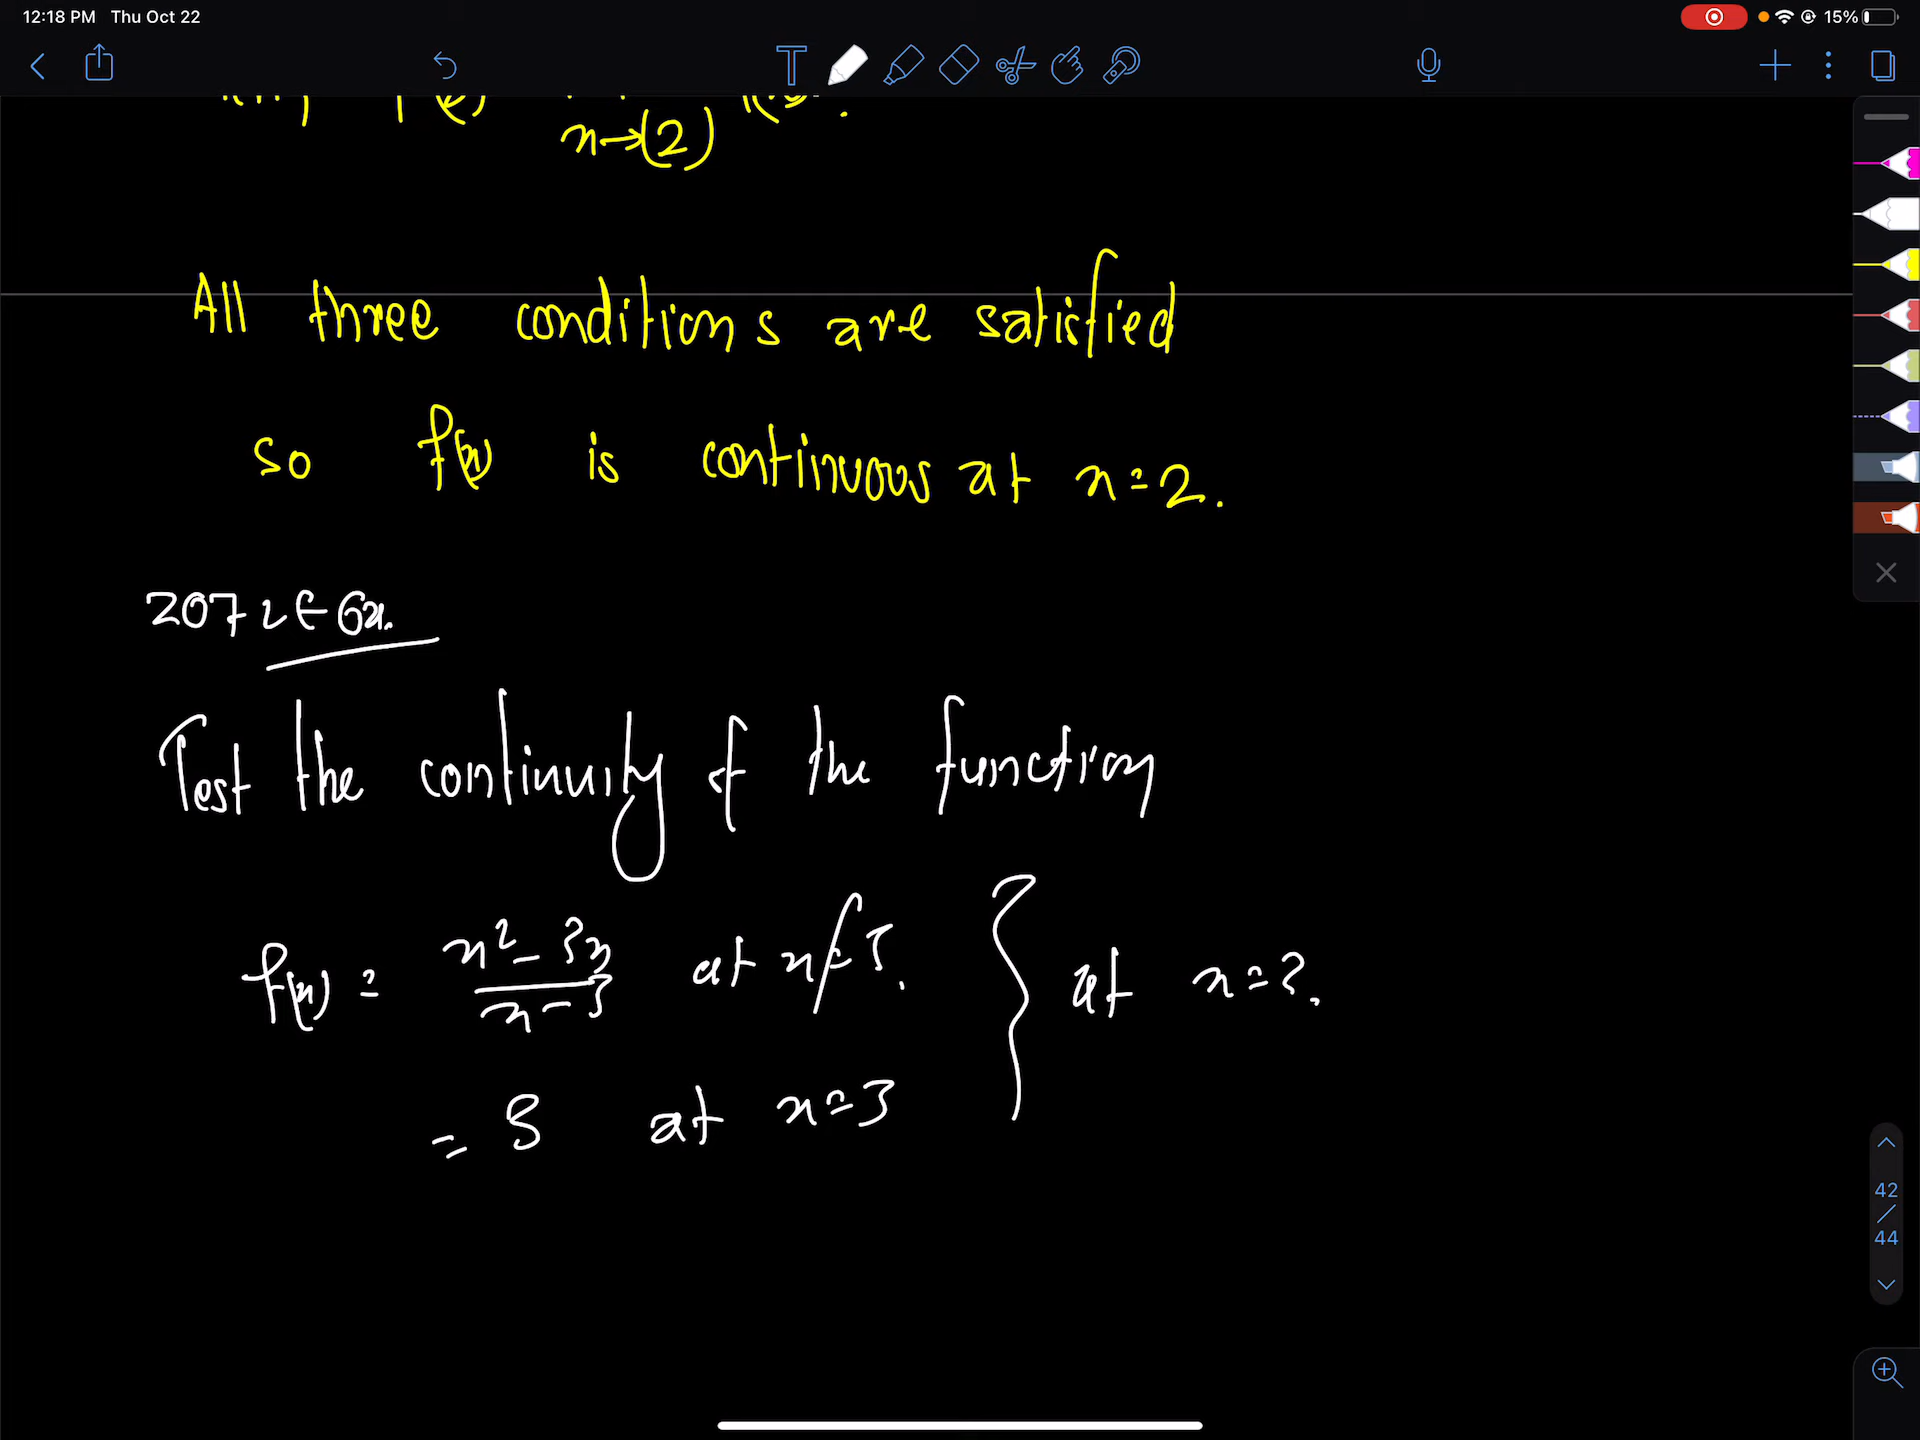 12:18 PM Thu Oct 22
15%
x→(2)
All three conditions are satisfied
so f(x) is continuous at x=2.
2072
Test the continuity of the function
f(x) = x²-3x / x-3 at x≠3. } at x=3.
= 3 at x=3
42
/
44